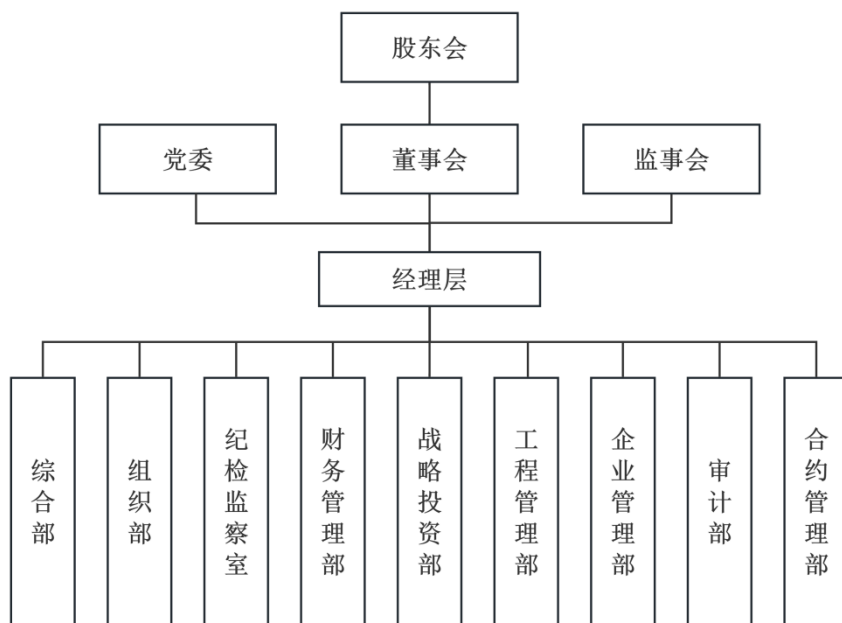 股东会
党委
董事会
监事会
经理层
综合部
组织部
纪检监察室
财务管理部
战略投资部
工程管理部
企业管理部
审计部
合约管理部